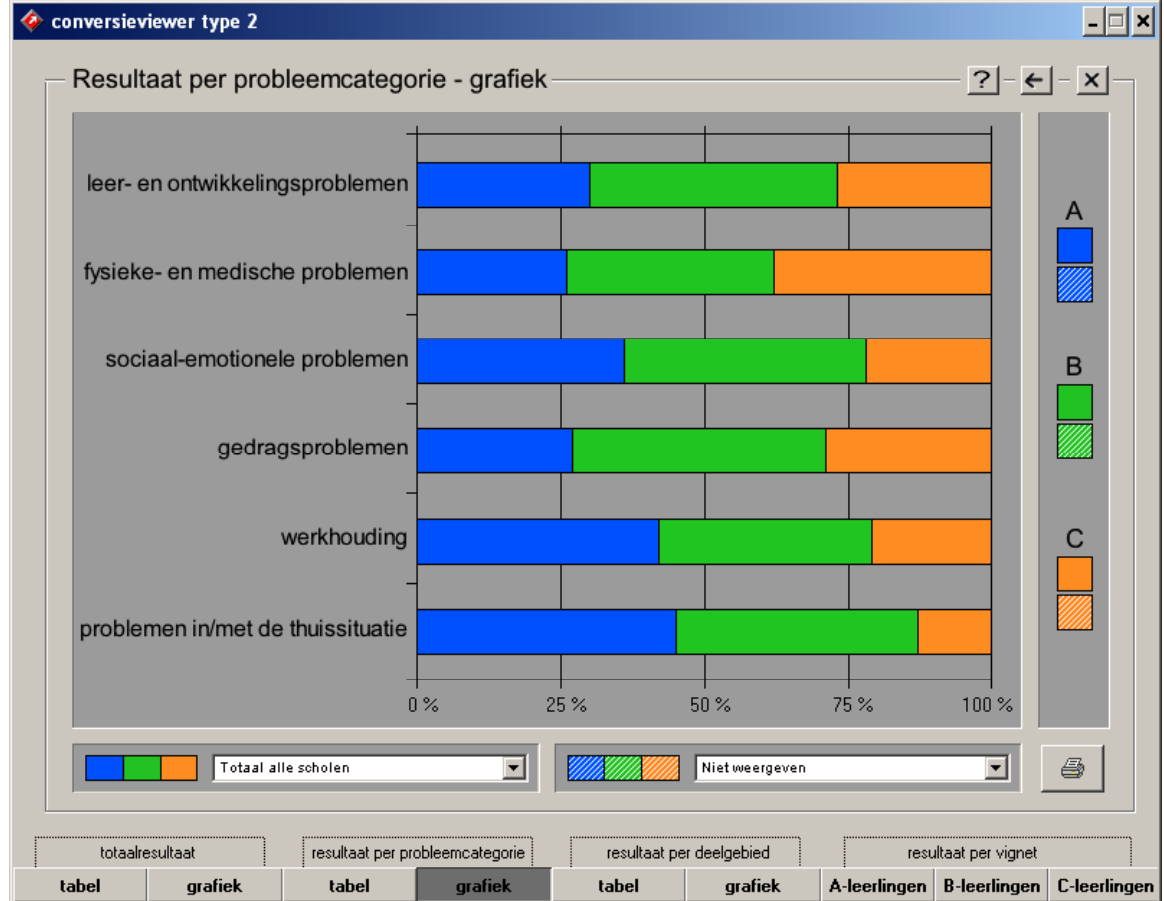 conversieviewer type 2
Resultaat per probleemcategorie - grafiek
?
leer- en ontwikkelingsproblemen
fysieke- en medische problemen
sociaal-emotionele problemen
gedragsproblemen
werkhouding
problemen in/met de thuissituatie
0 % 25 % 50 % 75 % 100 %
A
B
C
Totaal alle scholen
Niet weergeven
totaalresultaat resultaat per probleemcategorie resultaat per deelgebied resultaat per vignet
tabel grafiek tabel grafiek tabel grafiek A-leerlingen B-leerlingen C-leerlingen